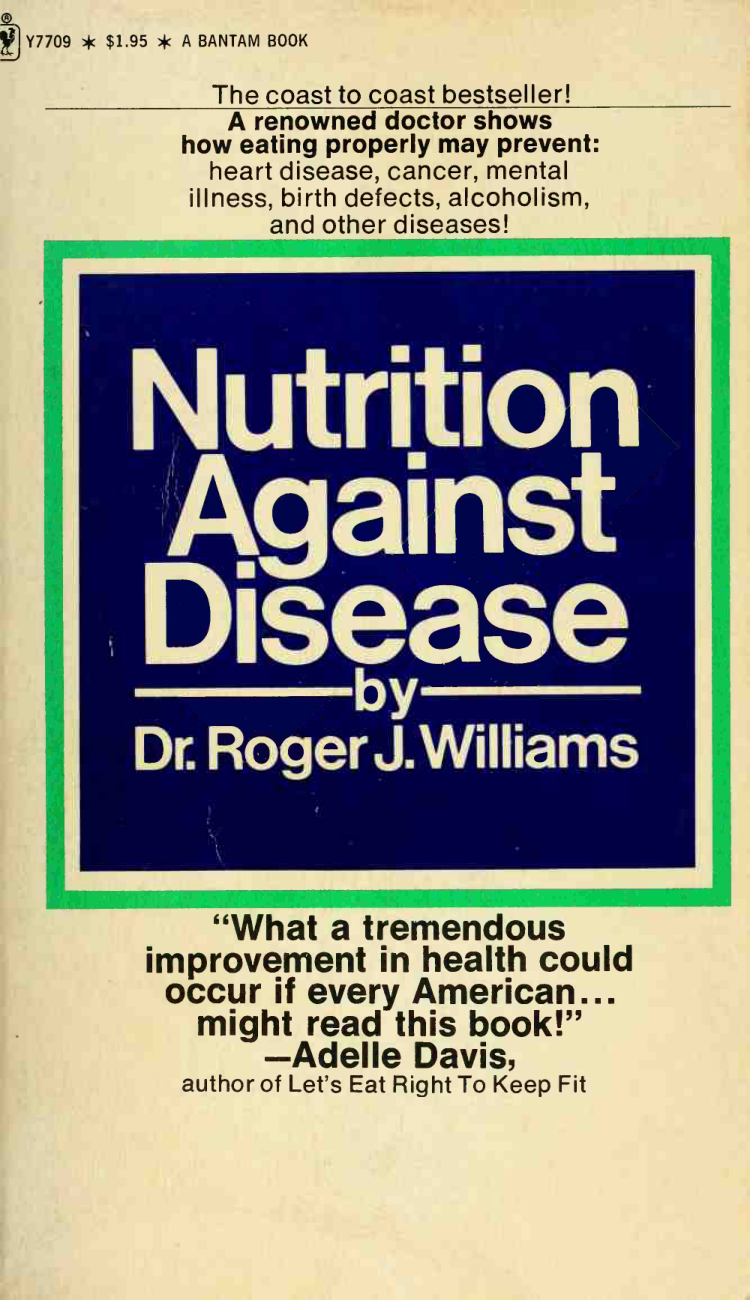 ®
Y7709 * $1.95 * A BANTAM BOOK
The coast to coast bestseller!
A renowned doctor shows
how eating properly may prevent:
heart disease, cancer, mental
illness, birth defects, alcoholism,
and other diseases!
Nutrition
Against
Disease
by
Dr. Roger J. Williams
“What a tremendous
improvement in health could
occur if every American...
might read this book!”
—Adelle Davis,
author of Let's Eat Right To Keep Fit